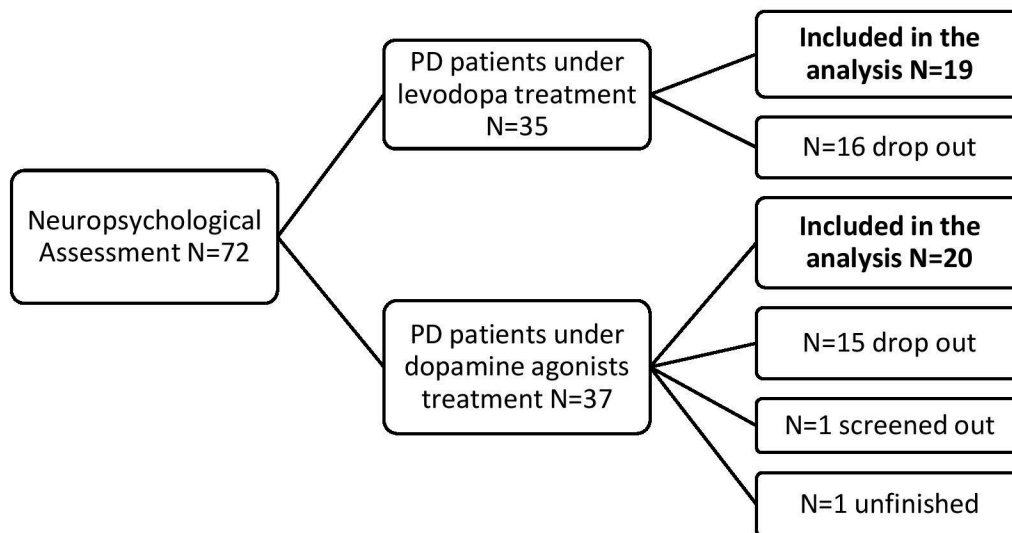 Neuropsychological
Assessment N=72
PD patients under
levodopa treatment
N=35
Included in the
analysis N=19
N=16 drop out
PD patients under
dopamine agonists
treatment N=37
Included in the
analysis N=20
N=15 drop out
N=1 screened out
N=1 unfinished